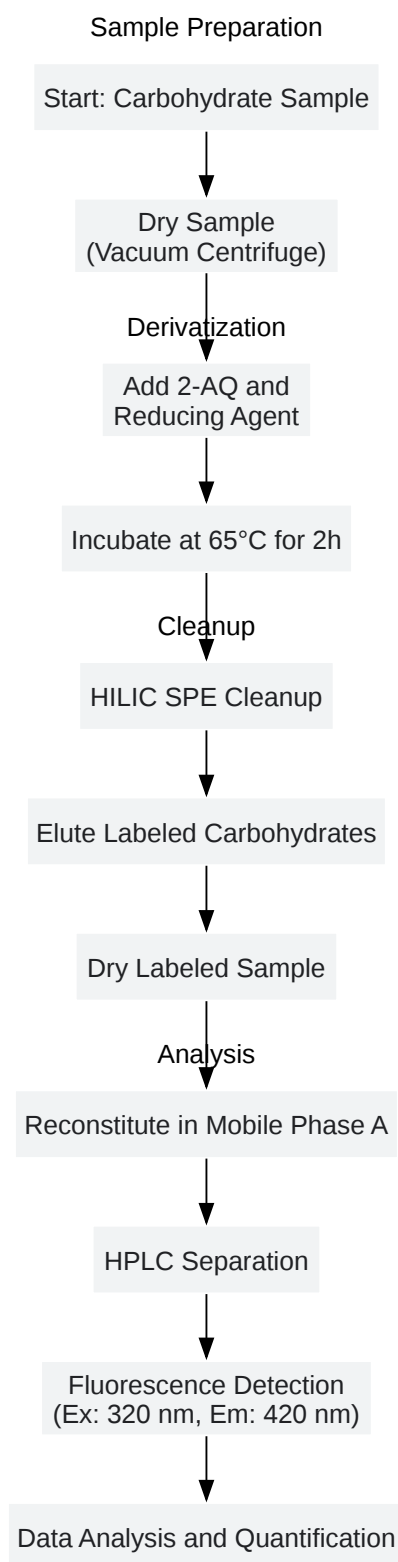 Sample Preparation
Start: Carbohydrate Sample
Dry Sample
(Vacuum Centrifuge)
Derivatization
Add 2-AQ and
Reducing Agent
Incubate at 65°C for 2h
Cleanup
HILIC SPE Cleanup
Elute Labeled Carbohydrates
Dry Labeled Sample
Analysis
Reconstitute in Mobile Phase A
HPLC Separation
Fluorescence Detection
(Ex: 320 nm, Em: 420 nm)
Data Analysis and Quantification